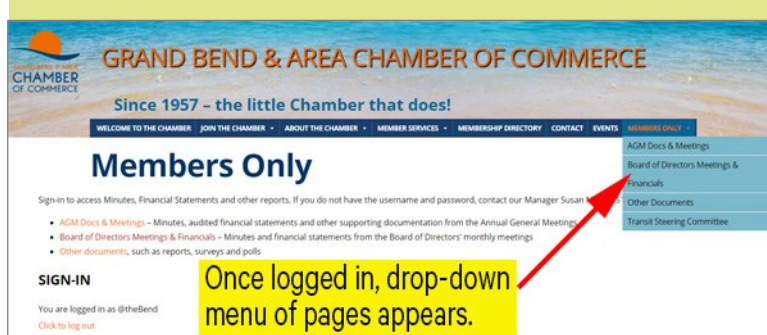 GRAND BEND & AREA
CHAMBER
OF COMMERCE
GRAND BEND & AREA CHAMBER OF COMMERCE
Since 1957 – the little Chamber that does!
WELCOME TO THE CHAMBER JOIN THE CHAMBER ABOUT THE CHAMBER MEMBER SERVICES MEMBERSHIP DIRECTORY CONTACT EVENTS MEMBERS ONLY
AGM Docs & Meetings
Board of Directors Meetings &
Financials
Other Documents
Transit Steering Committee
Members Only
Sign-in to access Minutes, Financial Statements and other reports. If you do not have the username and password, contact our Manager Susan
• AGM Docs & Meetings – Minutes, audited financial statements and other supporting documentation from the Annual General Meetings
• Board of Directors Meetings & Financials – Minutes and financial statements from the Board of Directors' monthly meetings
• Other documents, such as reports, surveys and polls
SIGN-IN
You are logged in as @theBend
Click to log out
Once logged in, drop-down
menu of pages appears.